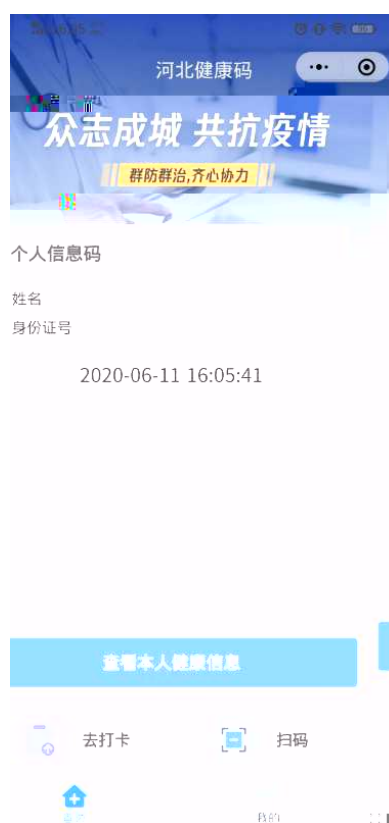 河北健康码
众志成城 共抗疫情
群防群治,齐心协力
个人信息码
姓名
身份证号
2020-06-11 16:05:41
查看本人健康信息
去打卡
扫码
我的